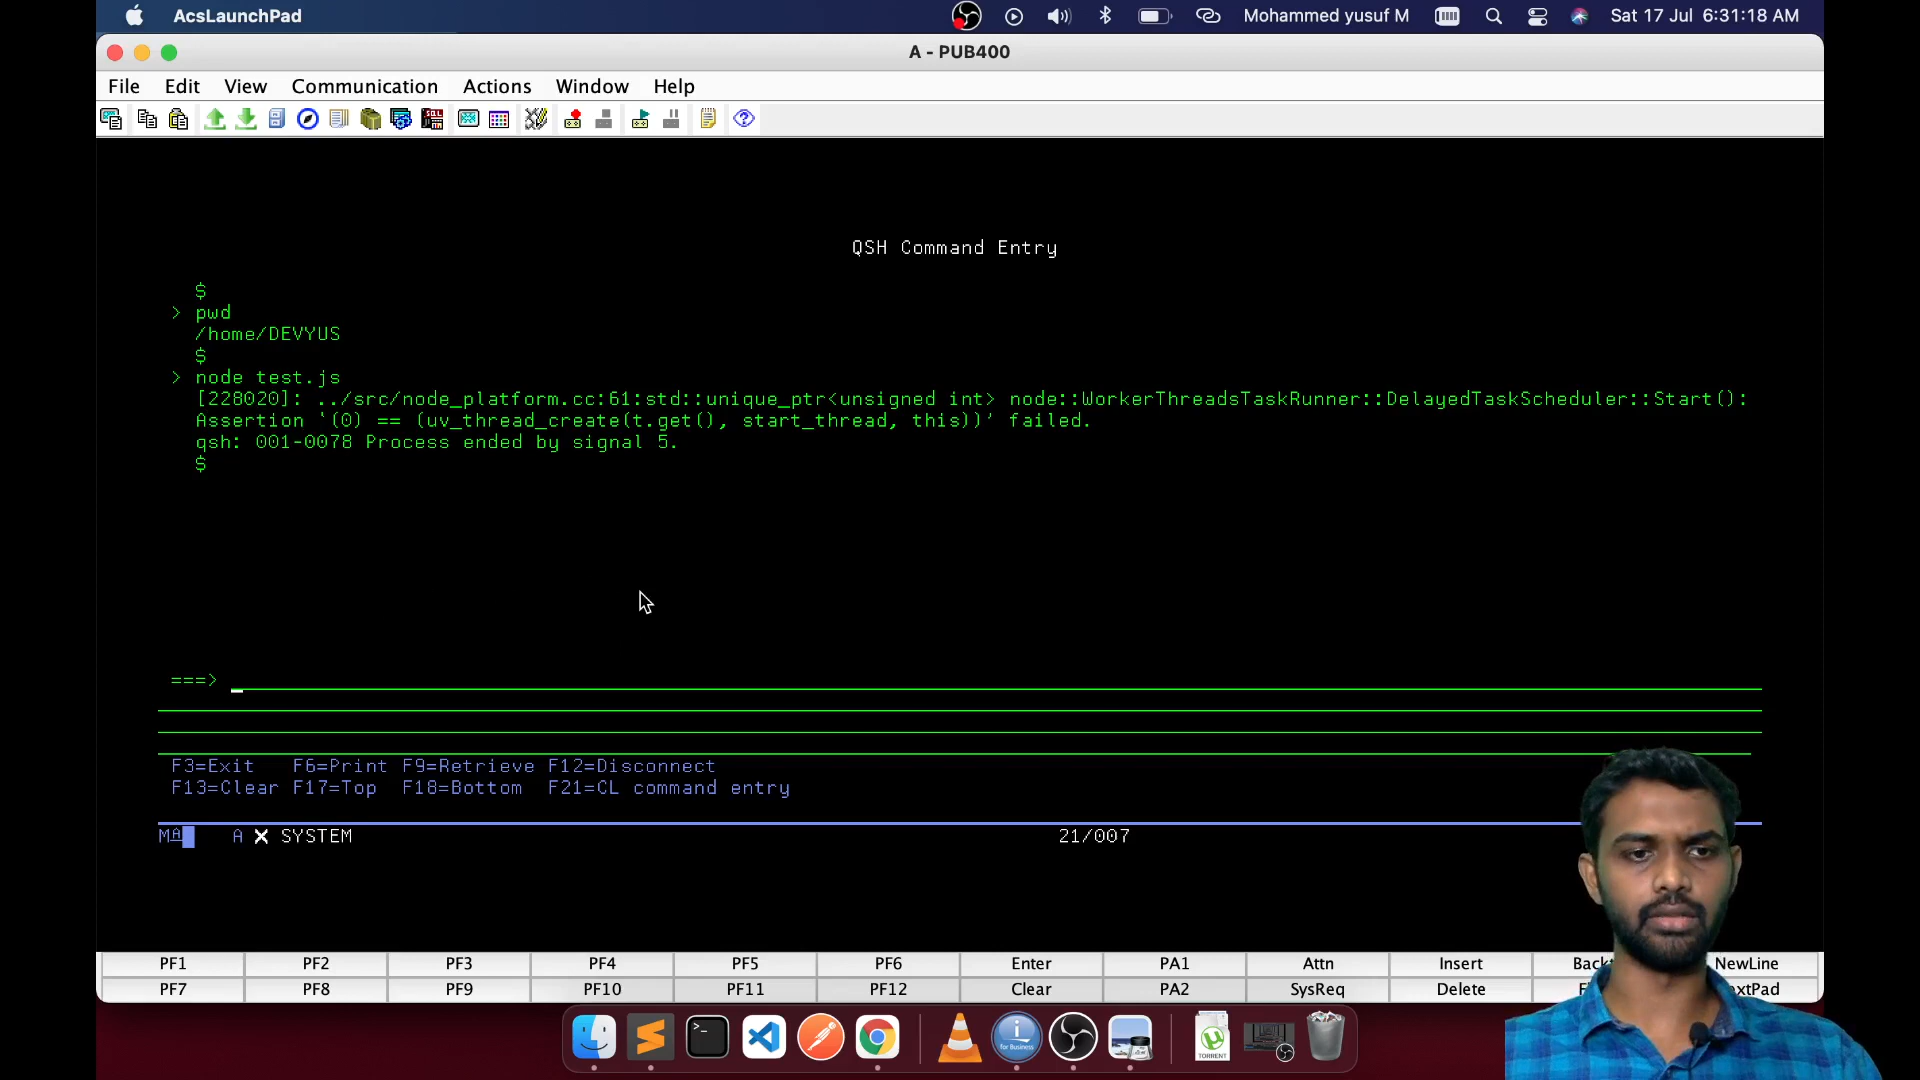 AcsLaunchPad
Mohammed yusuf M
Sat 17 Jul 6:31:18 AM
A - PUB400
File Edit View Communication Actions Window Help
QSH Command Entry
$
> pwd
/home/DEVYUS
$
> node test.js
[228020]: ../src/node_platform.cc:61:std::unique_ptr<unsigned int> node::WorkerThreadsTaskRunner::DelayedTaskScheduler::Start():
Assertion `(0) == (uv_thread_create(t.get(), start_thread, this))' failed.
qsh: 001-0078 Process ended by signal 5.
$
===>
F3=Exit F6=Print F9=Retrieve F12=Disconnect
F13=Clear F17=Top F18=Bottom F21=CL command entry
MA A X SYSTEM 21/007
PF1 PF2 PF3 PF4 PF5 PF6 Enter PA1 Attn Insert NewLine
PF7 PF8 PF9 PF10 PF11 PF12 Clear PA2 SysReq Delete
for Business
TORRENT